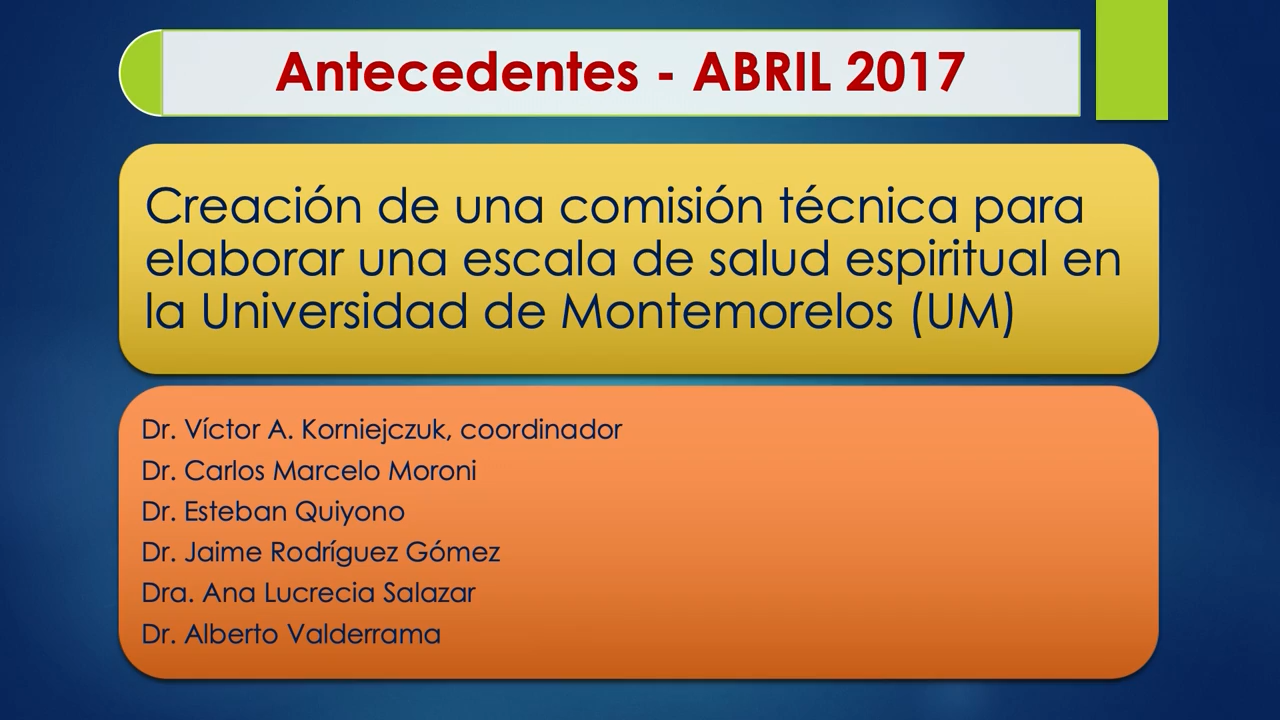 Antecedentes - ABRIL 2017
Creación de una comisión técnica para
elaborar una escala de salud espiritual en
la Universidad de Montemorelos (UM)
Dr. Víctor A. Korniejczuk, coordinador
Dr. Carlos Marcelo Moroni
Dr. Esteban Quiyono
Dr. Jaime Rodríguez Gómez
Dra. Ana Lucrecia Salazar
Dr. Alberto Valderrama